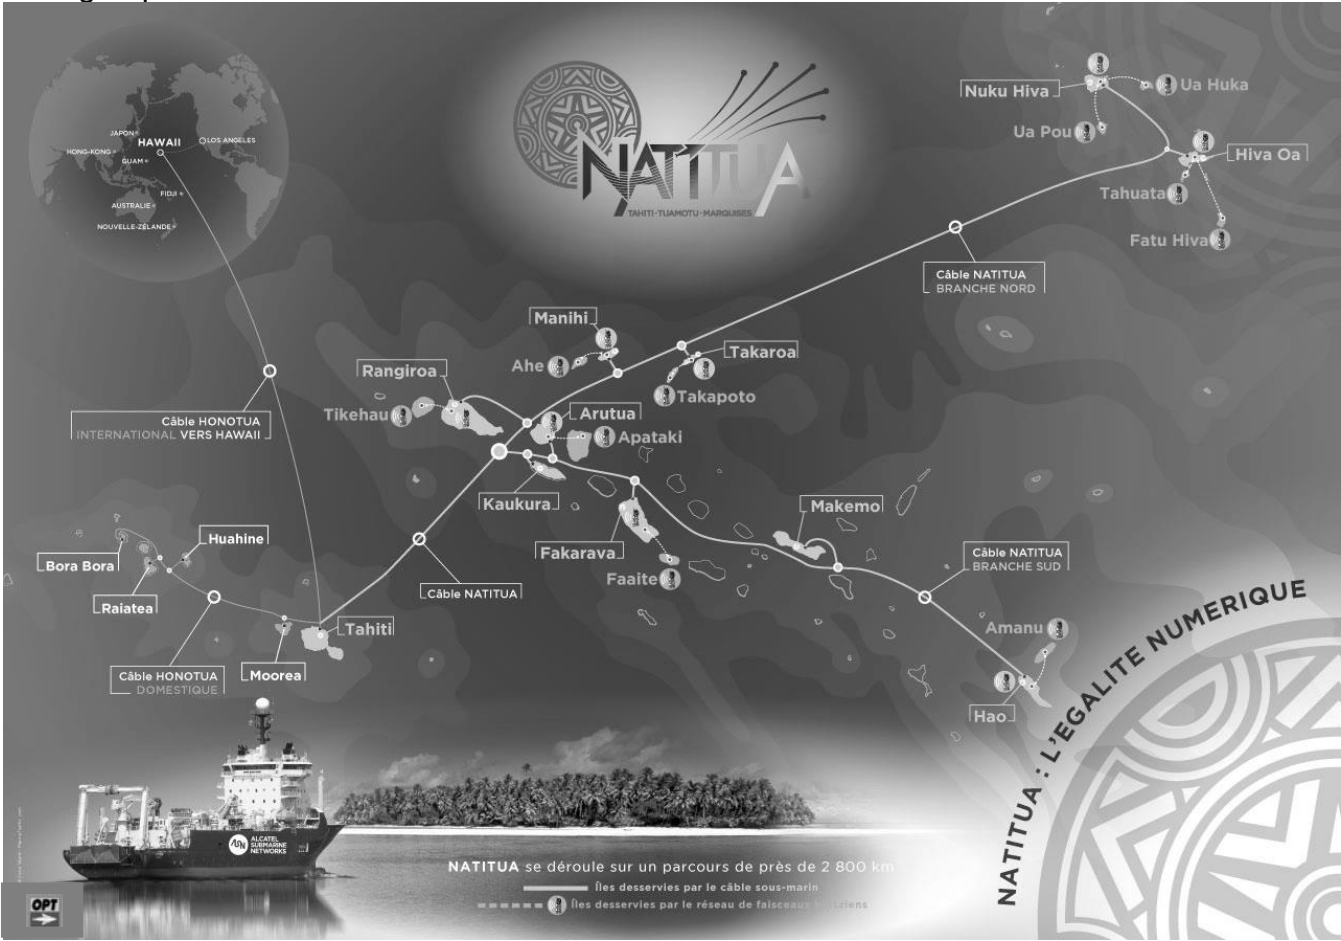 NATITUA
TAHITI · TUAMOTU · MARQUISES
JAPON
HAWAII
LOS ANGELES
HONG-KONG
GUAM
FIDJI
AUSTRALIE
NOUVELLE-ZÉLANDE
Nuku Hiva
Ua Huka
Ua Pou
Hiva Oa
Tahuata
Fatu Hiva
Câble NATITUA
BRANCHE NORD
Manihi
Ahe
Takaroa
Takapoto
Rangiroa
Tikehau
Arutua
Apataki
Câble HONOTUA
INTERNATIONAL VERS HAWAII
Kaukura
Makemo
Fakarava
Faaite
Câble NATITUA
BRANCHE SUD
Huahine
Bora Bora
Raiatea
Câble NATITUA
Tahiti
Moorea
Câble HONOTUA
DOMESTIQUE
Amanu
Hao
NATITUA : L'EGALITE NUMERIQUE
ASN
ALCATEL
SUBMARINE
NETWORKS
NATITUA se déroule sur un parcours de près de 2 800 km
Îles desservies par le câble sous-marin
Îles desservies par le réseau de faisceaux hertziens
OPT